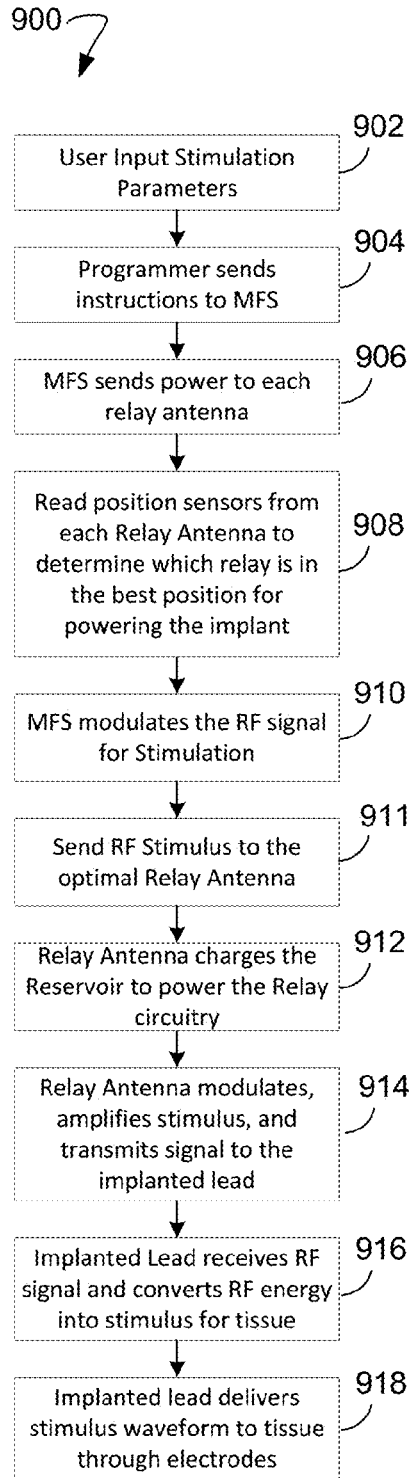 900
902
User Input Stimulation
Parameters
904
Programmer sends
instructions to MFS
906
MFS sends power to each
relay antenna
Read position sensors from
each Relay Antenna to
determine which relay is in
the best position for
powering the implant
908
910
MFS modulates the RF signal
for Stimulation
911
Send RF Stimulus to the
optimal Relay Antenna
912
Relay Antenna charges the
Reservoir to power the Relay
circuitry
914
Relay Antenna modulates,
amplifies stimulus, and
transmits signal to the
implanted lead
916
Implanted Lead receives RF
signal and converts RF energy
into stimulus for tissue
918
Implanted lead delivers
stimulus waveform to tissue
through electrodes